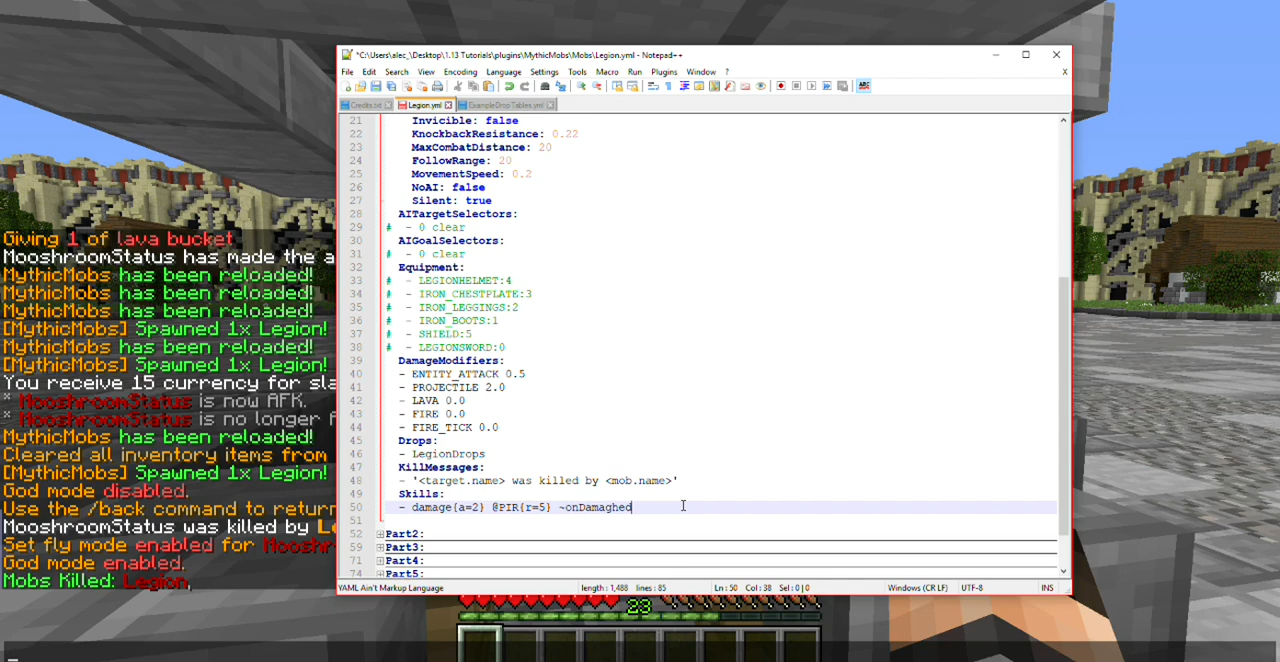 *C:\Users\alec_\Desktop\1.13 Tutorials\plugins\MythicMobs\Mobs\Legion.yml - Notepad++
File Edit Search View Encoding Language Settings Tools Macro Run Plugins Window ? X
Credits.txt Legion.yml ExampleDropTables.yml
21 Invicible: false
22 KnockbackResistance: 0.22
23 MaxCombatDistance: 20
24 FollowRange: 20
25 MovementSpeed: 0.2
26 NoAI: false
27 Silent: true
28 AITargetSelectors:
29 # - 0 clear
30 AIGoalSelectors:
31 # - 0 clear
32 Equipment:
33 # - LEGIONHELMET:4
34 # - IRON_CHESTPLATE:3
35 # - IRON_LEGGINGS:2
36 # - IRON_BOOTS:1
37 # - SHIELD:5
38 # - LEGIONSWORD:0
39 DamageModifiers:
40 - ENTITY_ATTACK 0.5
41 - PROJECTILE 2.0
42 - LAVA 0.0
43 - FIRE 0.0
44 - FIRE_TICK 0.0
45 Drops:
46 - LegionDrops
47 KillMessages:
48 - '<target.name> was killed by <mob.name>'
49 Skills:
50 - damage{a=2} @PIR{r=5} ~onDamaghed
51
52 Part2:
59 Part3:
71 Part4:
74 Part5:
YAML Ain't Markup Language length : 1,488 lines : 85 Ln : 50 Col : 38 Sel : 0 | 0 Windows (CR LF) UTF-8 INS
Giving 1 of lava bucket
MooshroomStatus has made the a
MythicMobs has been reloaded!
MythicMobs has been reloaded!
MythicMobs has been reloaded!
[MythicMobs] Spawned 1x Legion!
MythicMobs has been reloaded!
[MythicMobs] Spawned 1x Legion!
You receive 15 currency for sla
* MooshroomStatus is now AFK.
* MooshroomStatus is no longer
MythicMobs has been reloaded!
Cleared all inventory items from
[MythicMobs] Spawned 1x Legion!
God mode disabled.
Use the /back command to return
MooshroomStatus was killed by
Set fly mode enabled for Mooshr
God mode enabled.
Mobs Killed: Legion,